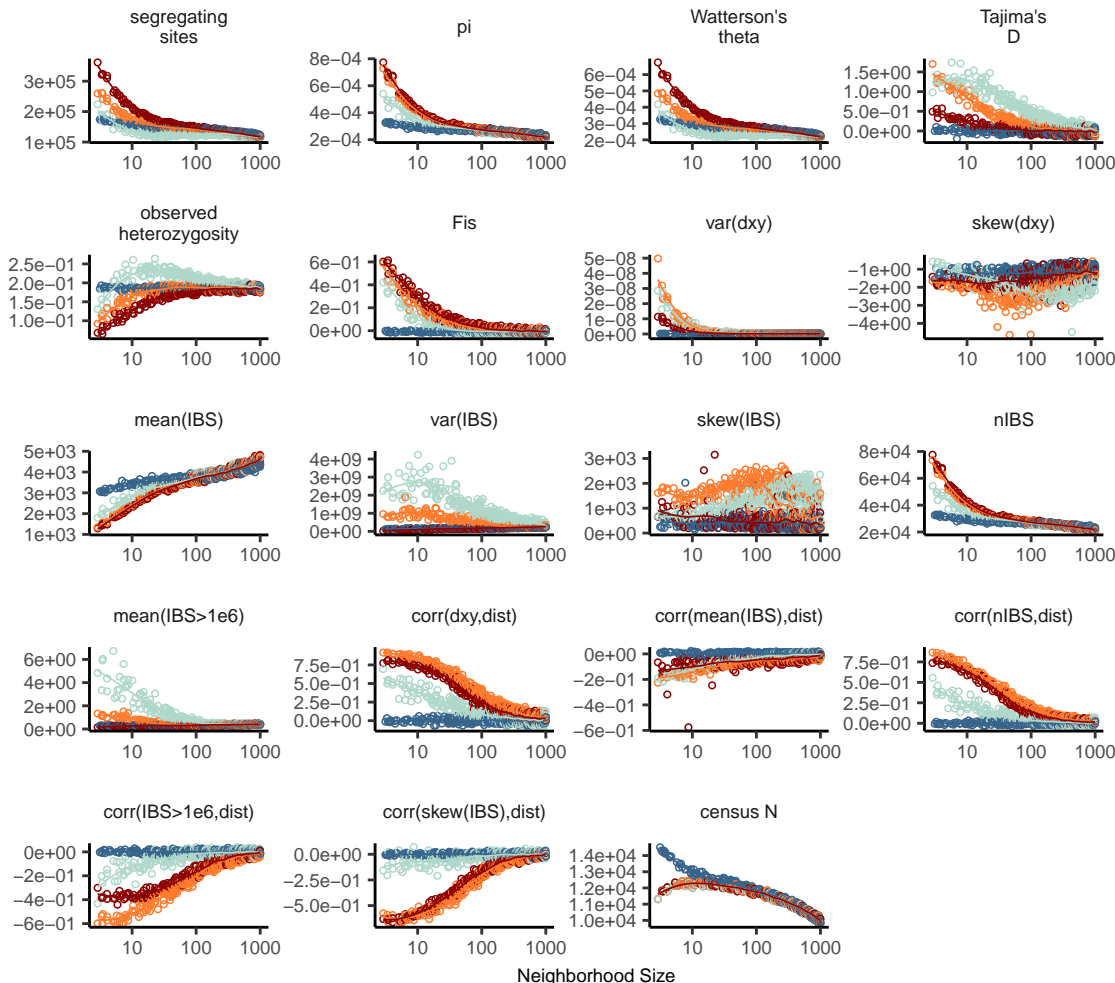 segregating
sites
pi
Watterson's
theta
Tajima's
D
3e+05
2e+05
1e+05
10 100 1000
8e−04
6e−04
4e−04
2e−04
10 100 1000
6e−04
5e−04
4e−04
3e−04
2e−04
10 100 1000
1.5e+00
1.0e+00
5.0e−01
0.0e+00
10 100 1000
observed
heterozygosity
Fis
var(dxy)
skew(dxy)
2.5e−01
2.0e−01
1.5e−01
1.0e−01
10 100 1000
6e−01
4e−01
2e−01
0e+00
10 100 1000
5e−08
4e−08
3e−08
2e−08
1e−08
0e+00
10 100 1000
−1e+00
−2e+00
−3e+00
−4e+00
10 100 1000
mean(IBS)
var(IBS)
skew(IBS)
nIBS
5e+03
4e+03
3e+03
2e+03
1e+03
10 100 1000
4e+09
3e+09
2e+09
1e+09
0e+00
10 100 1000
3e+03
2e+03
1e+03
0e+00
10 100 1000
8e+04
6e+04
4e+04
2e+04
10 100 1000
mean(IBS>1e6)
corr(dxy,dist)
corr(mean(IBS),dist)
corr(nIBS,dist)
6e+00
4e+00
2e+00
0e+00
10 100 1000
7.5e−01
5.0e−01
2.5e−01
0.0e+00
10 100 1000
0e+00
−2e−01
−4e−01
−6e−01
10 100 1000
7.5e−01
5.0e−01
2.5e−01
0.0e+00
10 100 1000
corr(IBS>1e6,dist)
corr(skew(IBS),dist)
census N
0e+00
−2e−01
−4e−01
−6e−01
10 100 1000
0.0e+00
−2.5e−01
−5.0e−01
10 100 1000
1.4e+04
1.3e+04
1.2e+04
1.1e+04
1.0e+04
10 100 1000
Neighborhood Size